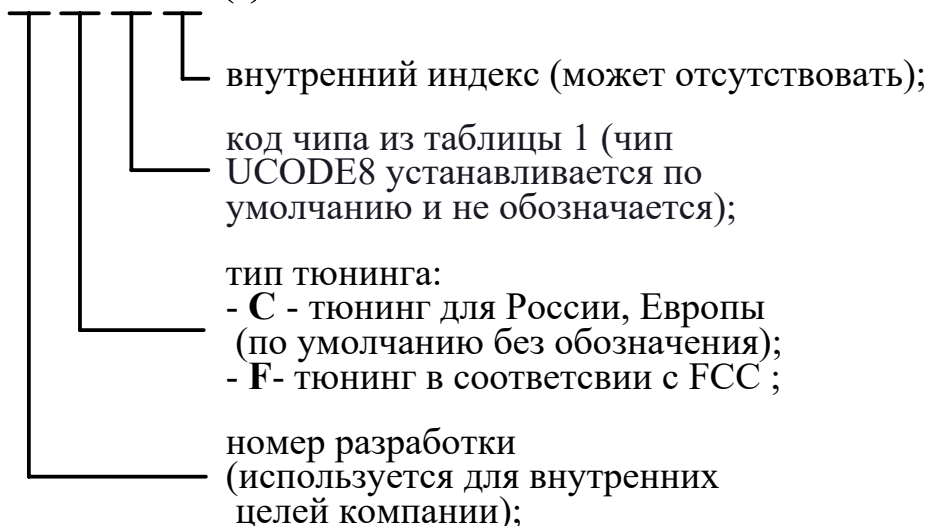 внутренний индекс (может отсутствовать);
код чипа из таблицы 1 (чип
UCODE8 устанавливается по
умолчанию и не обозначается);
тип тюнинга:
- С - тюнинг для России, Европы
(по умолчанию без обозначения);
- F- тюнинг в соответсвии с FCC ;
номер разработки
(используется для внутренних
целей компании);